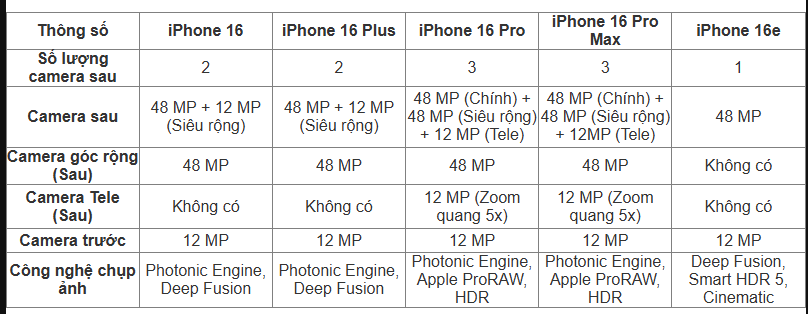 Thông số iPhone 16 iPhone 16 Plus iPhone 16 Pro iPhone 16 Pro Max iPhone 16e
Số lượng camera sau 2 2 3 3 1
Camera sau 48 MP + 12 MP (Siêu rộng) 48 MP + 12 MP (Siêu rộng) 48 MP (Chính) + 48 MP (Siêu rộng) + 12 MP (Tele) 48 MP (Chính) + 48 MP (Siêu rộng) + 12MP (Tele) 48 MP
Camera góc rộng (Sau) 48 MP 48 MP 48 MP 48 MP Không có
Camera Tele (Sau) Không có Không có 12 MP (Zoom quang 5x) 12 MP (Zoom quang 5x) Không có
Camera trước 12 MP 12 MP 12 MP 12 MP 12 MP
Công nghệ chụp ảnh Photonic Engine, Deep Fusion Photonic Engine, Deep Fusion Photonic Engine, Apple ProRAW, HDR Photonic Engine, Apple ProRAW, HDR Deep Fusion, Smart HDR 5, Cinematic